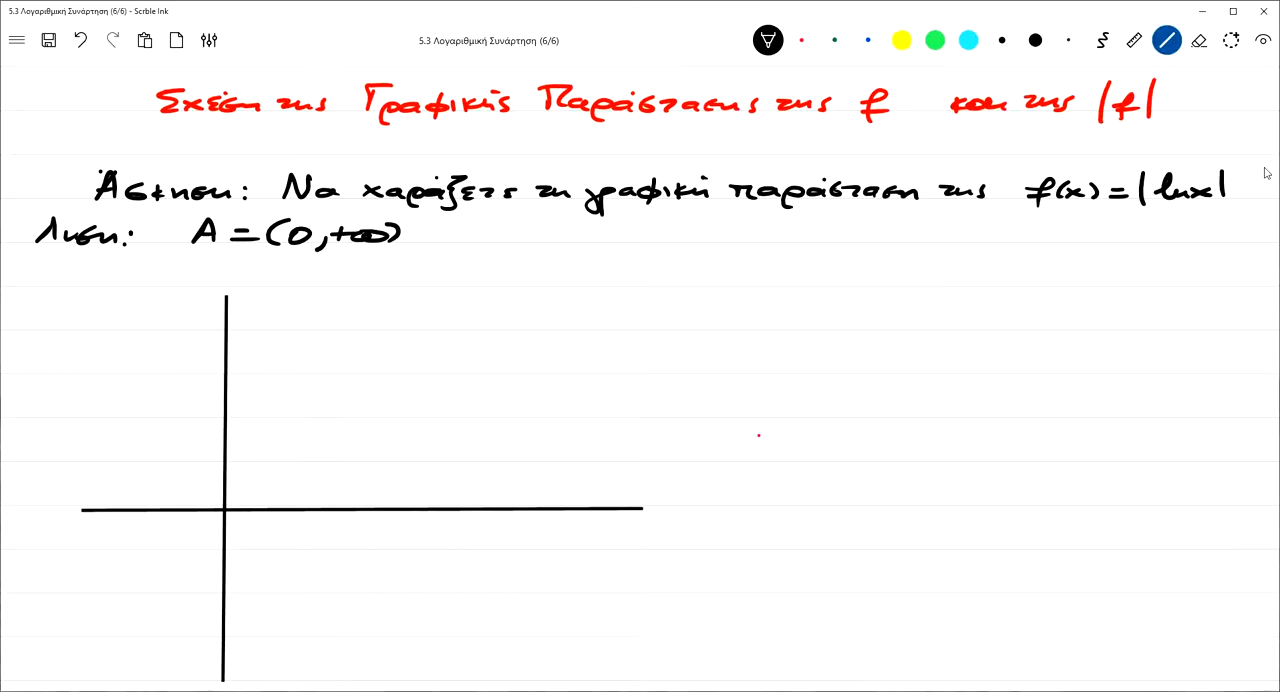 5.3 Λογαριθμική Συνάρτηση (6/6) - Scrble Ink
5.3 Λογαριθμική Συνάρτηση (6/6)
Σχέση της Γραφικής Παράστασης της f και της |f|
Άσκηση: Να χαράξετε τη γραφική παράσταση της f(x)=|lnx|
Λύση: A=(0,+∞)